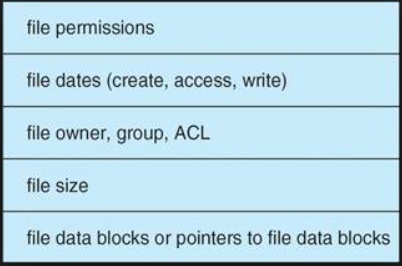 file permissions
file dates (create, access, write)
file owner, group, ACL
file size
file data blocks or pointers to file data blocks